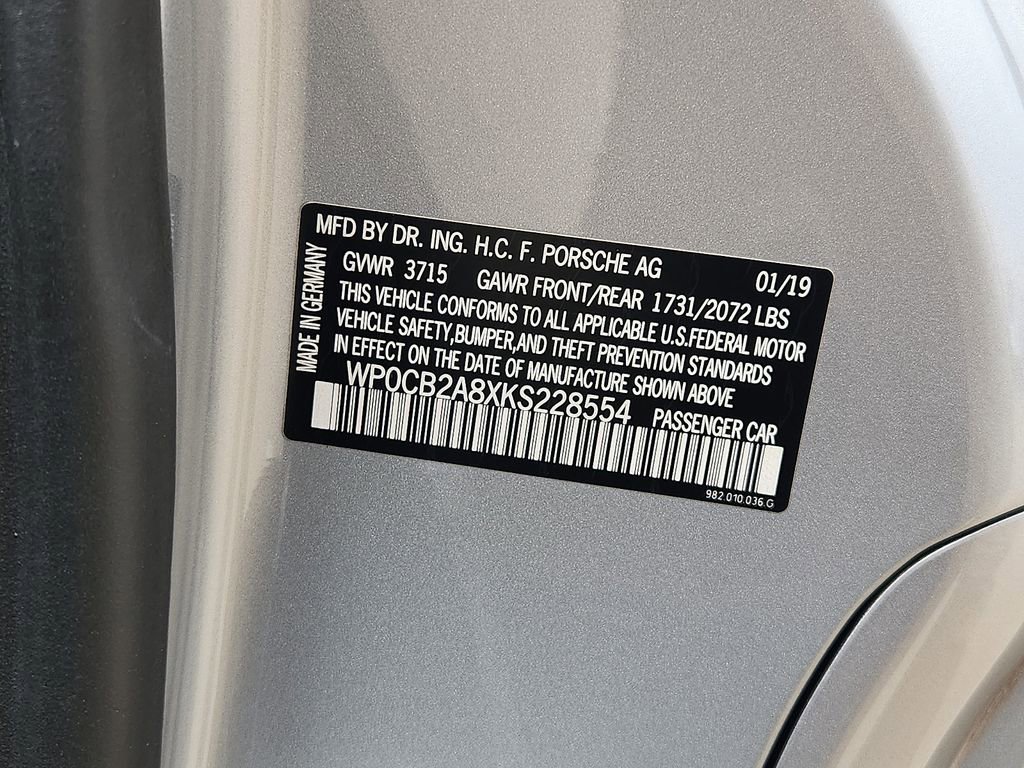 MFD BY DR. ING. H.C. F. PORSCHE AG 01/19
GVWR 3715 GAWR FRONT/REAR 1731/2072 LBS
THIS VEHICLE CONFORMS TO ALL APPLICABLE U.S.FEDERAL MOTOR
VEHICLE SAFETY,BUMPER,AND THEFT PREVENTION STANDARDS
IN EFFECT ON THE DATE OF MANUFACTURE SHOWN ABOVE
WP0CB2A8XKS228554 PASSENGER CAR
982.010.036.G
MADE IN GERMANY